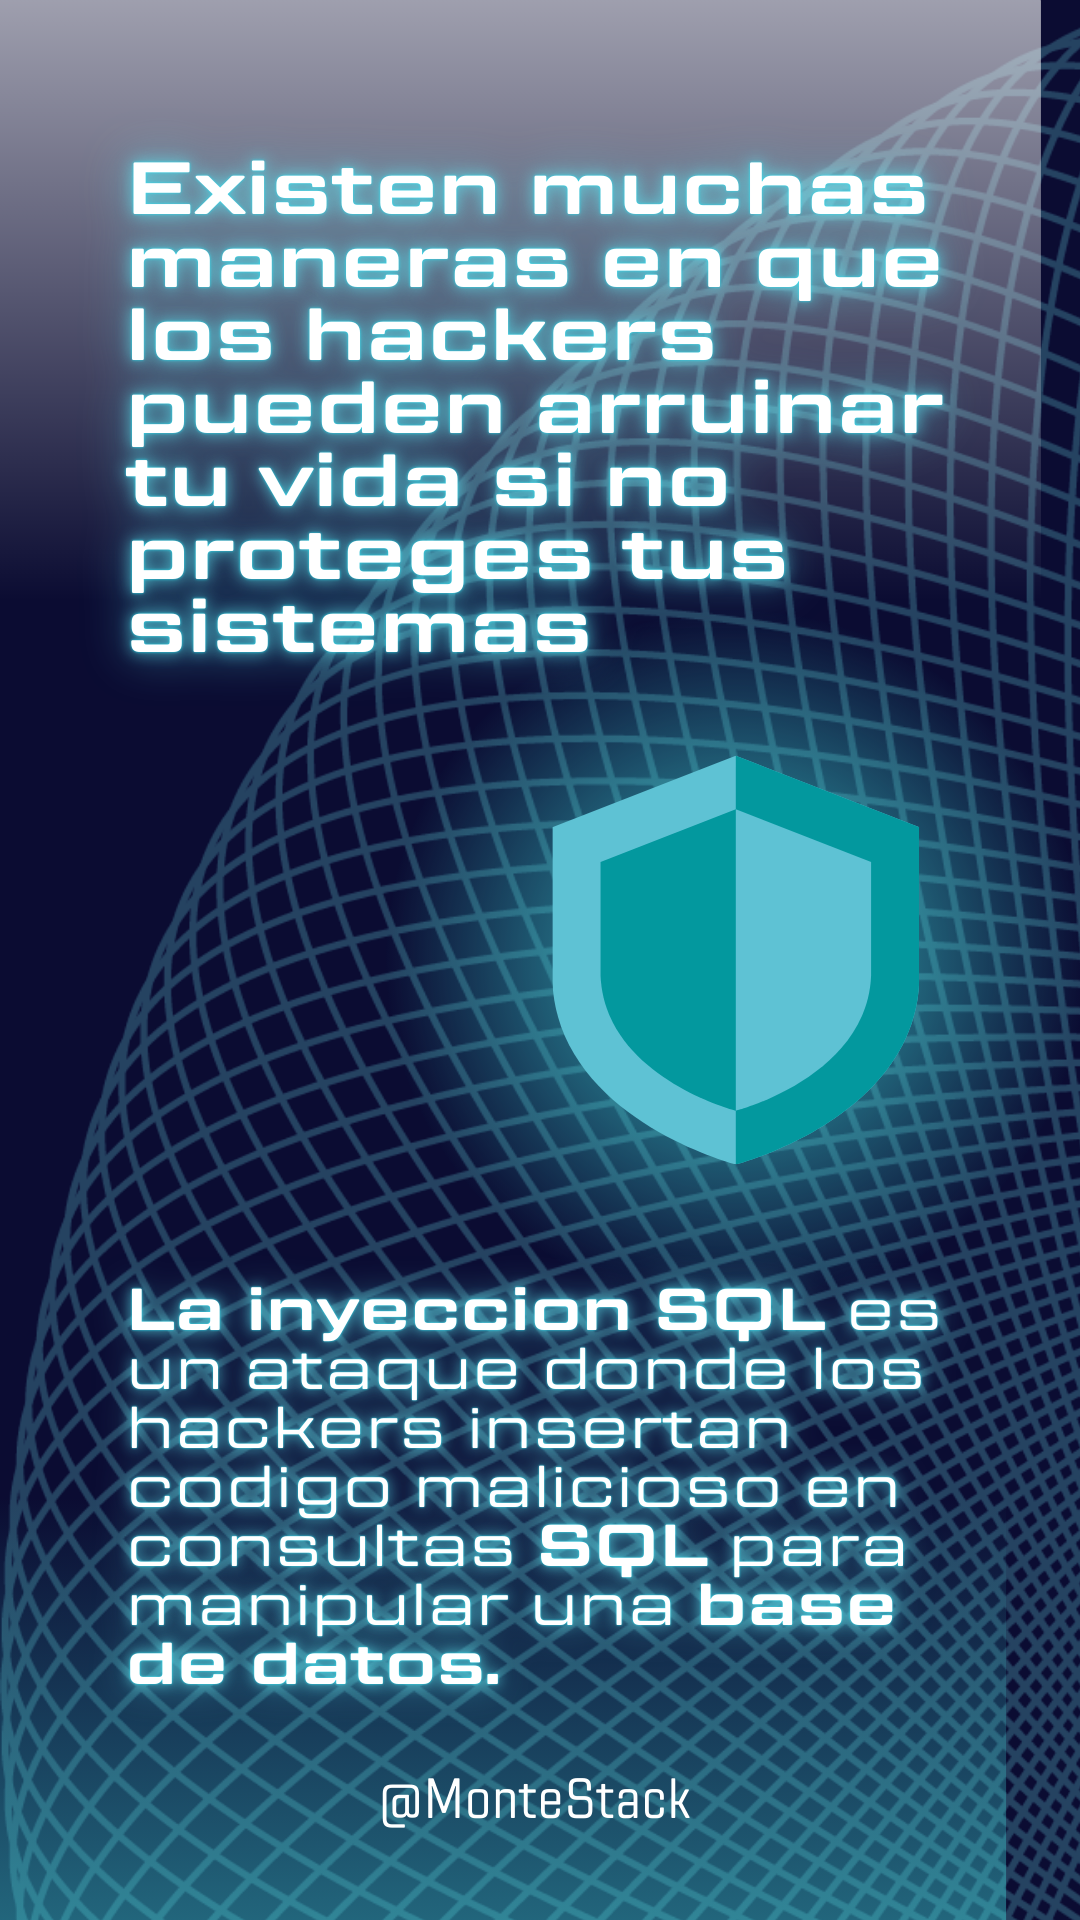 Existen muchas
maneras en que
los hackers
pueden arruinar
tu vida si no
proteges tus
sistemas
La inyeccion SQL es
un ataque donde los
hackers insertan
codigo malicioso en
consultas SQL para
manipular una base
de datos.
@MonteStack